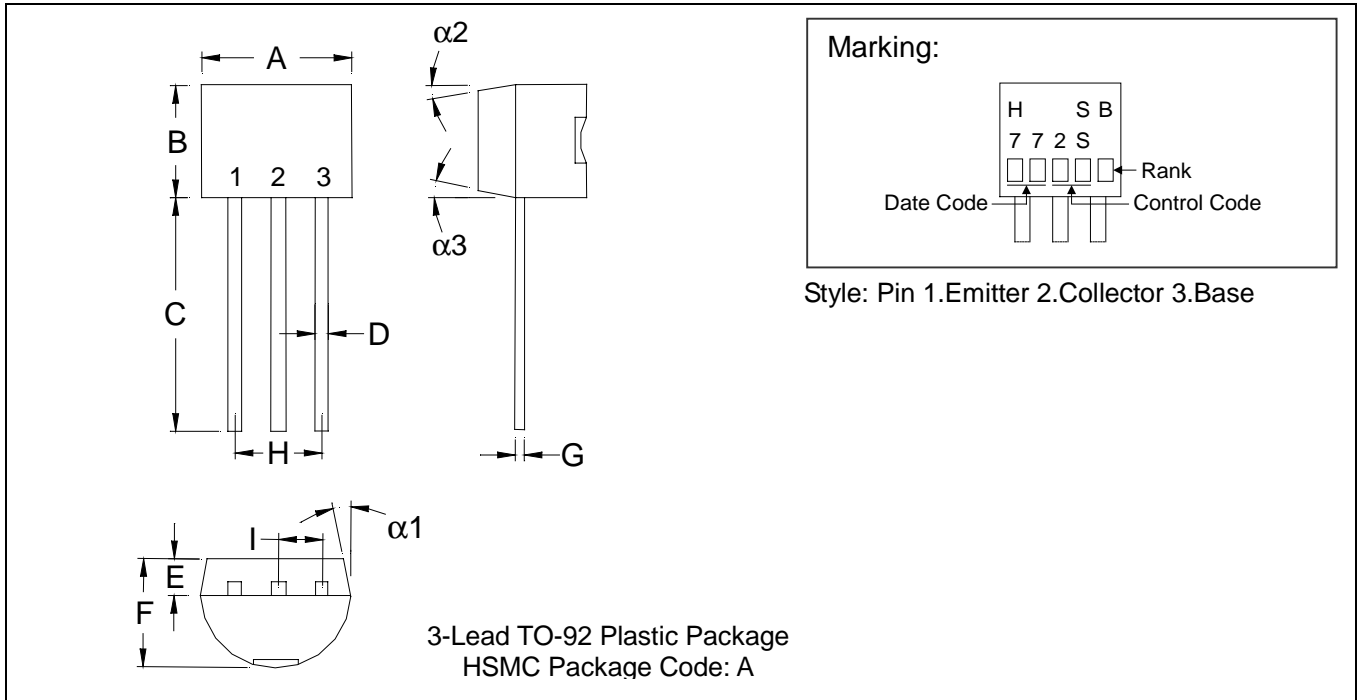 α2
A
B
1 2 3
α3
C
D
H
G
α1
I
E
F
3-Lead TO-92 Plastic Package
HSMC Package Code: A
Marking:
H S B
7 7 2 S
Rank
Date Code
Control Code
Style: Pin 1.Emitter 2.Collector 3.Base